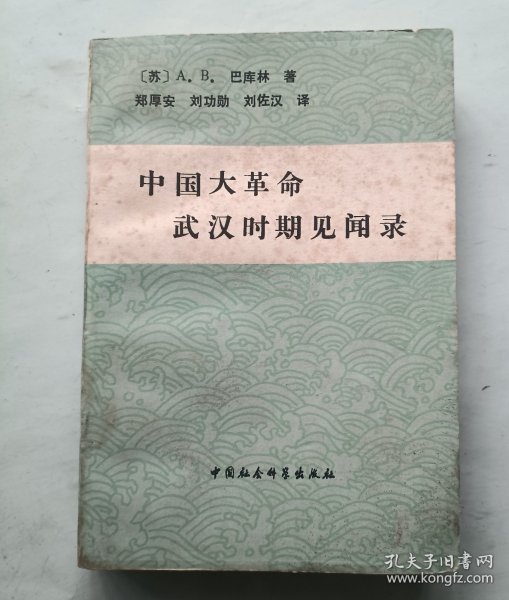 〔苏〕A．B．巴库林 著
郑厚安 刘功勋 刘佐汉 译
中国大革命
武汉时期见闻录
中国社会科学出版社
孔夫子旧书网
www.kongfz.com